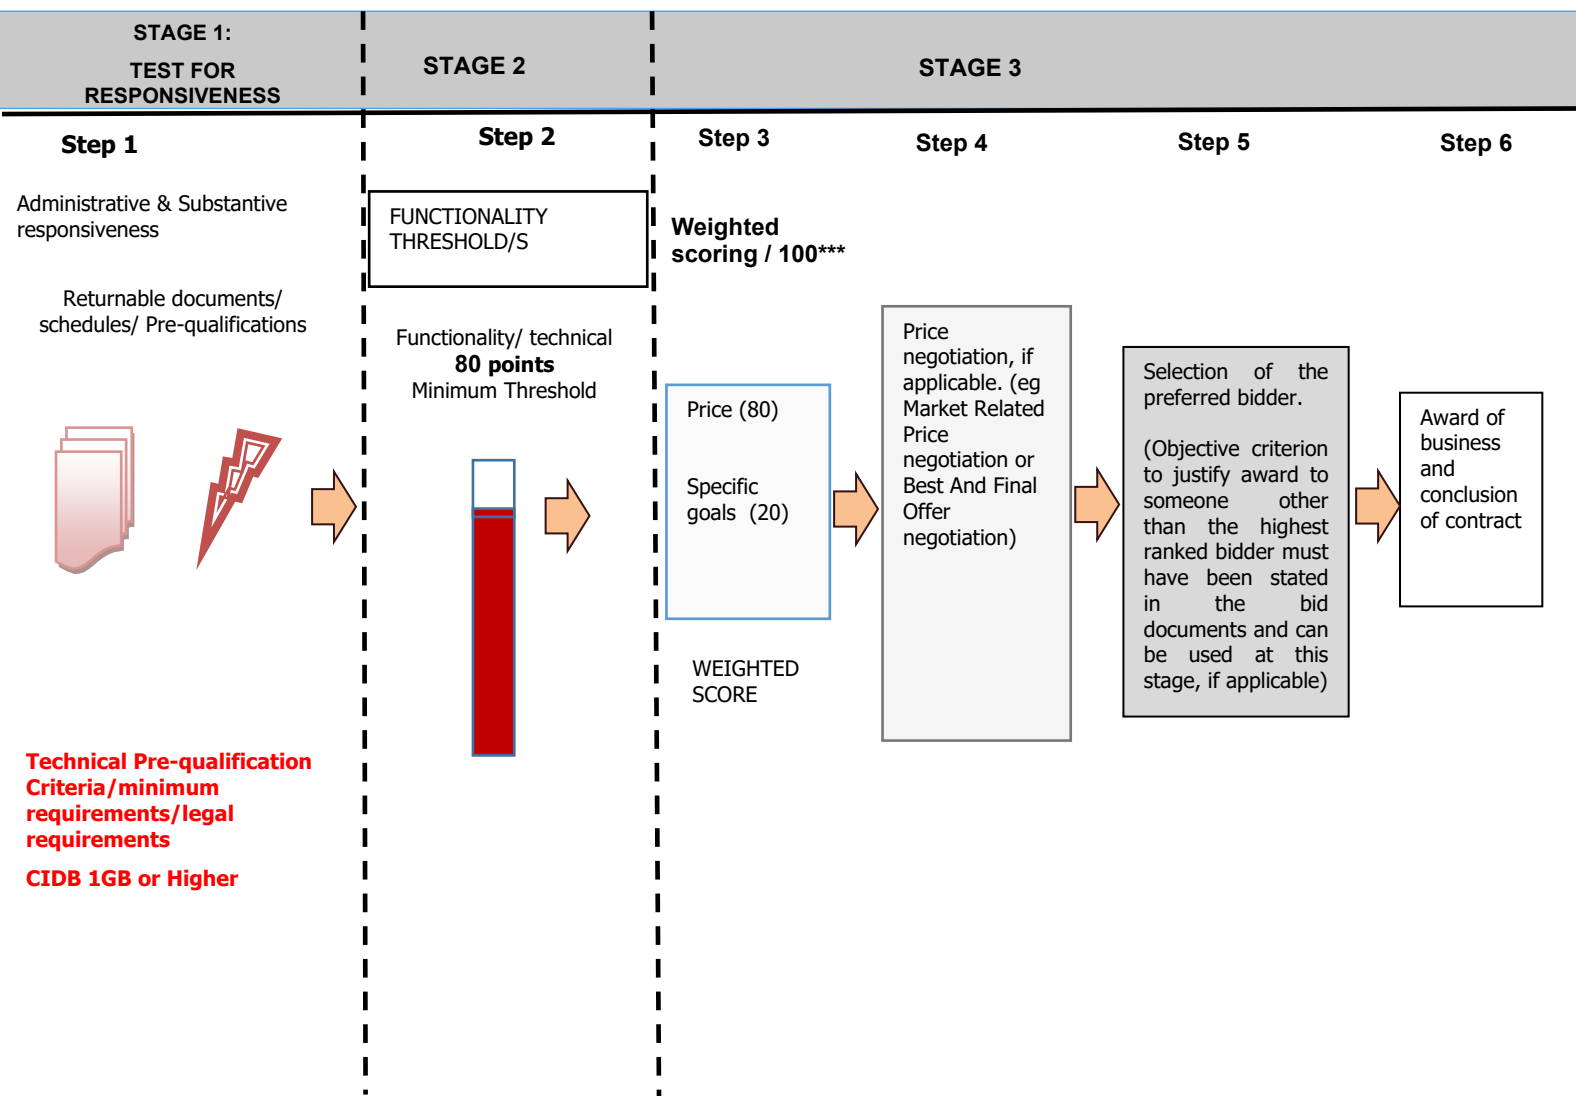 STAGE 1:
TEST FOR
RESPONSIVENESS
STAGE 2
STAGE 3
Step 1
Step 2
Step 3
Step 4
Step 5
Step 6
Administrative & Substantive
responsiveness
Returnable documents/
schedules/ Pre-qualifications
Technical Pre-qualification
Criteria/minimum
requirements/legal
requirements
CIDB 1GB or Higher
FUNCTIONALITY
THRESHOLD/S
Functionality/ technical
80 points
Minimum Threshold
Weighted
scoring / 100***
Price (80)
Specific
goals (20)
WEIGHTED
SCORE
Price
negotiation, if
applicable. (eg
Market Related
Price
negotiation or
Best And Final
Offer
negotiation)
Selection of the
preferred bidder.
(Objective criterion
to justify award to
someone other
than the highest
ranked bidder must
have been stated
in the bid
documents and can
be used at this
stage, if applicable)
Award of
business
and
conclusion
of contract